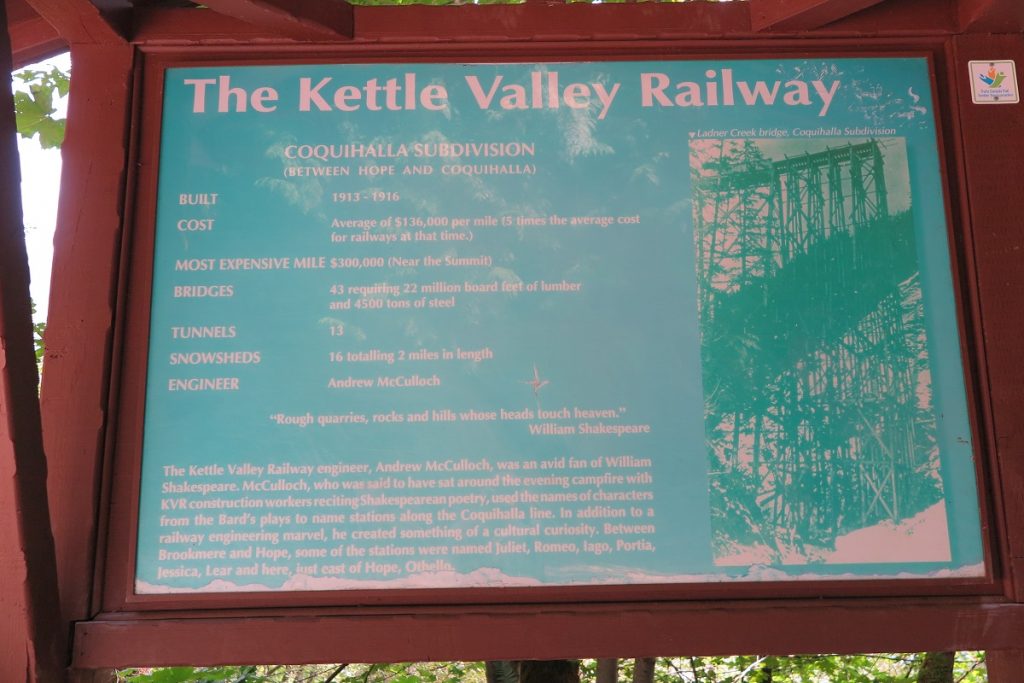 The Kettle Valley Railway
Ladner Creek bridge, Coquihalla Subdivision
COQUIHALLA SUBDIVISION
(BETWEEN HOPE AND COQUIHALLA)
BUILT 1913 - 1916
COST Average of $136,000 per mile (5 times the average cost
for railways at that time.)
MOST EXPENSIVE MILE $300,000 (Near the Summit)
BRIDGES 43 requiring 22 million board feet of lumber
and 4500 tons of steel
TUNNELS 13
SNOWSHEDS 16 totalling 2 miles in length
ENGINEER Andrew McCulloch
“Rough quarries, rocks and hills whose heads touch heaven.”
William Shakespeare
The Kettle Valley Railway engineer, Andrew McCulloch, was an avid fan of William
Shakespeare. McCulloch, who was said to have sat around the evening campfire with
KVR construction workers reciting Shakespearean poetry, used the names of characters
from the Bard's plays to name stations along the Coquihalla line. In addition to a
railway engineering marvel, he created something of a cultural curiosity. Between
Brookmere and Hope, some of the stations were named Juliet, Romeo, Iago, Portia,
Jessica, Lear and here, just east of Hope, Othello.